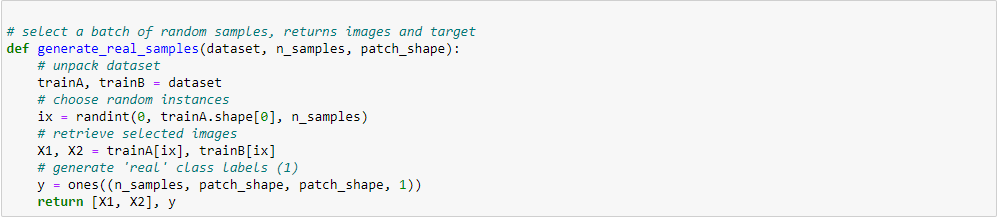 # select a batch of random samples, returns images and target
def generate_real_samples(dataset, n_samples, patch_shape):
    # unpack dataset
    trainA, trainB = dataset
    # choose random instances
    ix = randint(0, trainA.shape[0], n_samples)
    # retrieve selected images
    X1, X2 = trainA[ix], trainB[ix]
    # generate 'real' class labels (1)
    y = ones((n_samples, patch_shape, patch_shape, 1))
    return [X1, X2], y